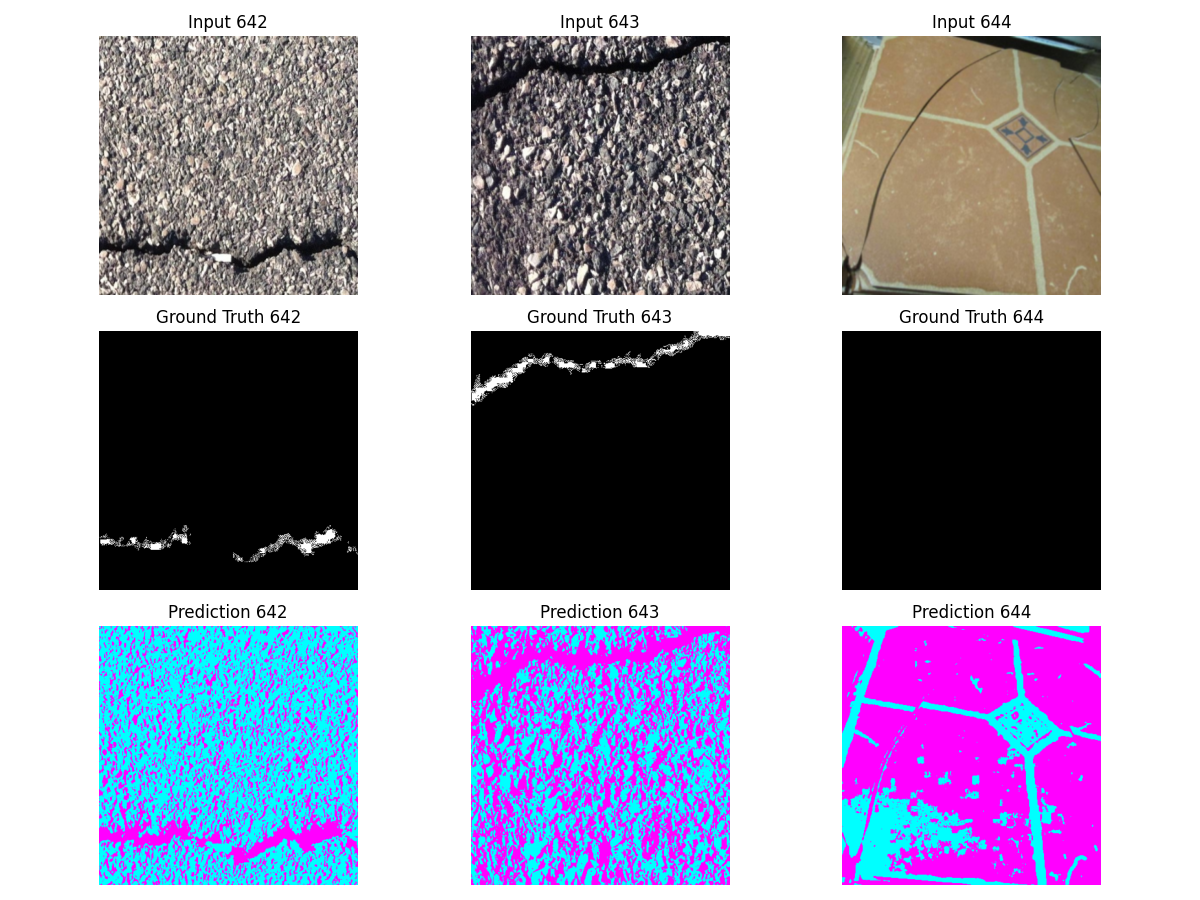 Input 642
Input 643
Input 644
Ground Truth 642
Ground Truth 643
Ground Truth 644
Prediction 642
Prediction 643
Prediction 644